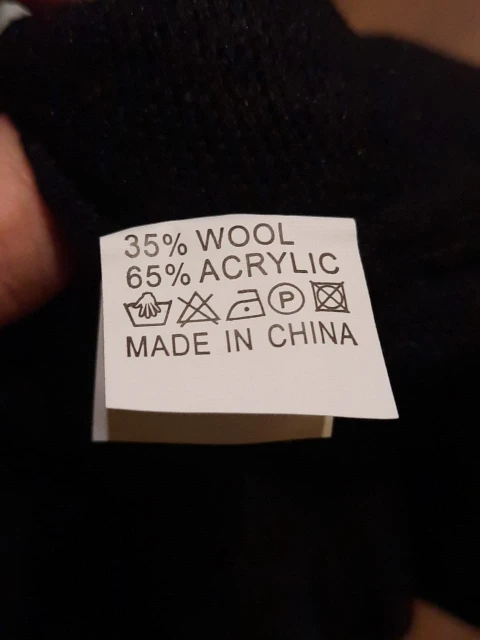 35% WOOL
65% ACRYLIC
P
MADE IN CHINA